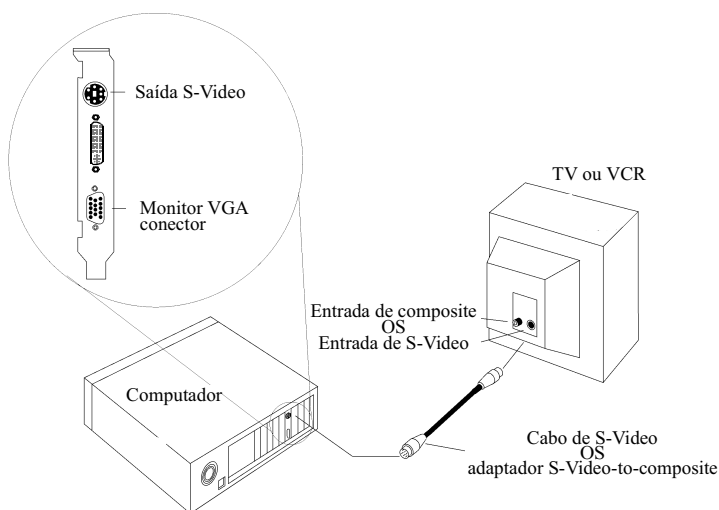 Saída S-Video
Monitor VGA
conector
TV ou VCR
Entrada de composite
OS
Entrada de S-Video
Computador
Cabo de S-Video
OS
adaptador S-Video-to-composite